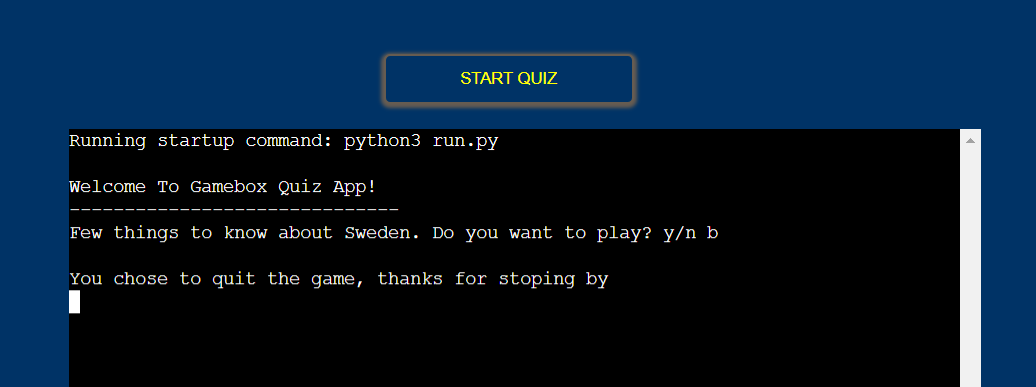 START QUIZ
Running startup command: python3 run.py
Welcome To Gamebox Quiz App!
------------------------------
Few things to know about Sweden. Do you want to play? y/n b
You chose to quit the game, thanks for stoping by